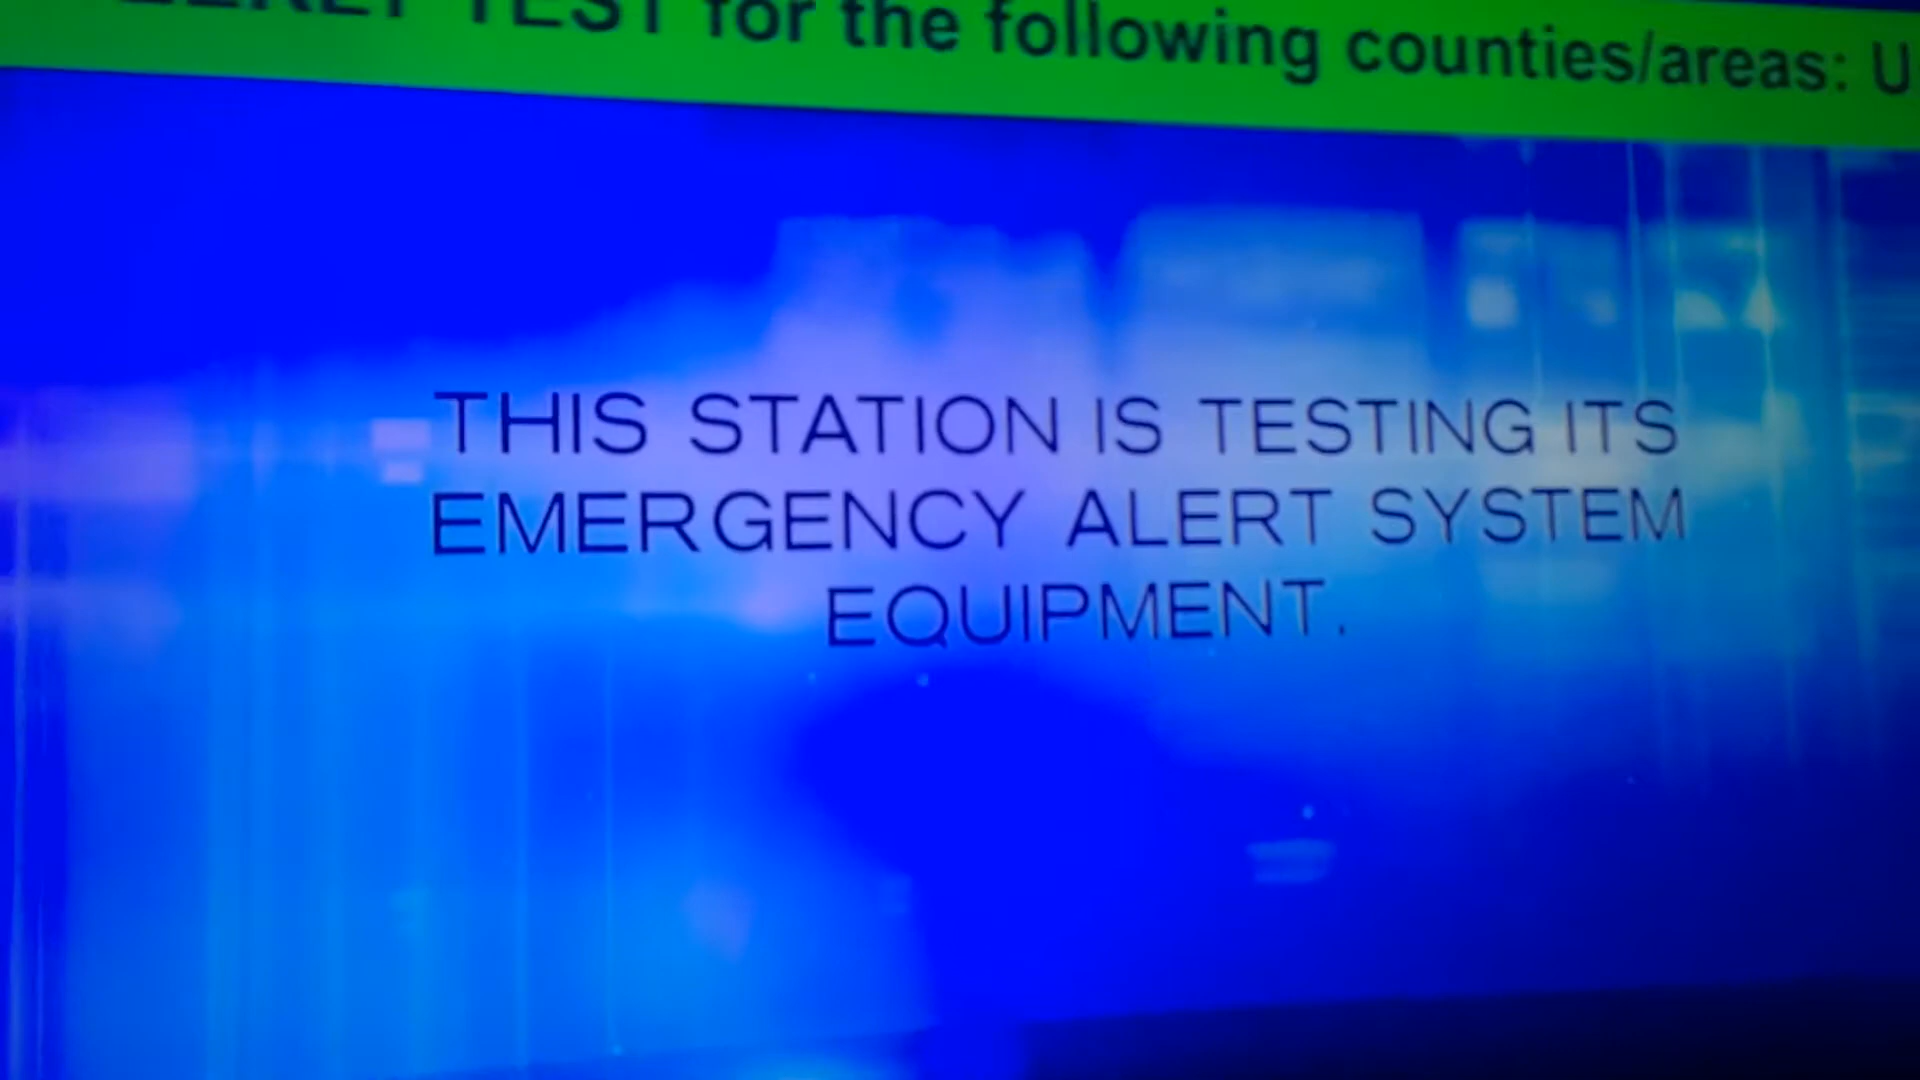 TEST for the following counties/areas: U
THIS STATION IS TESTING ITS
EMERGENCY ALERT SYSTEM
EQUIPMENT.